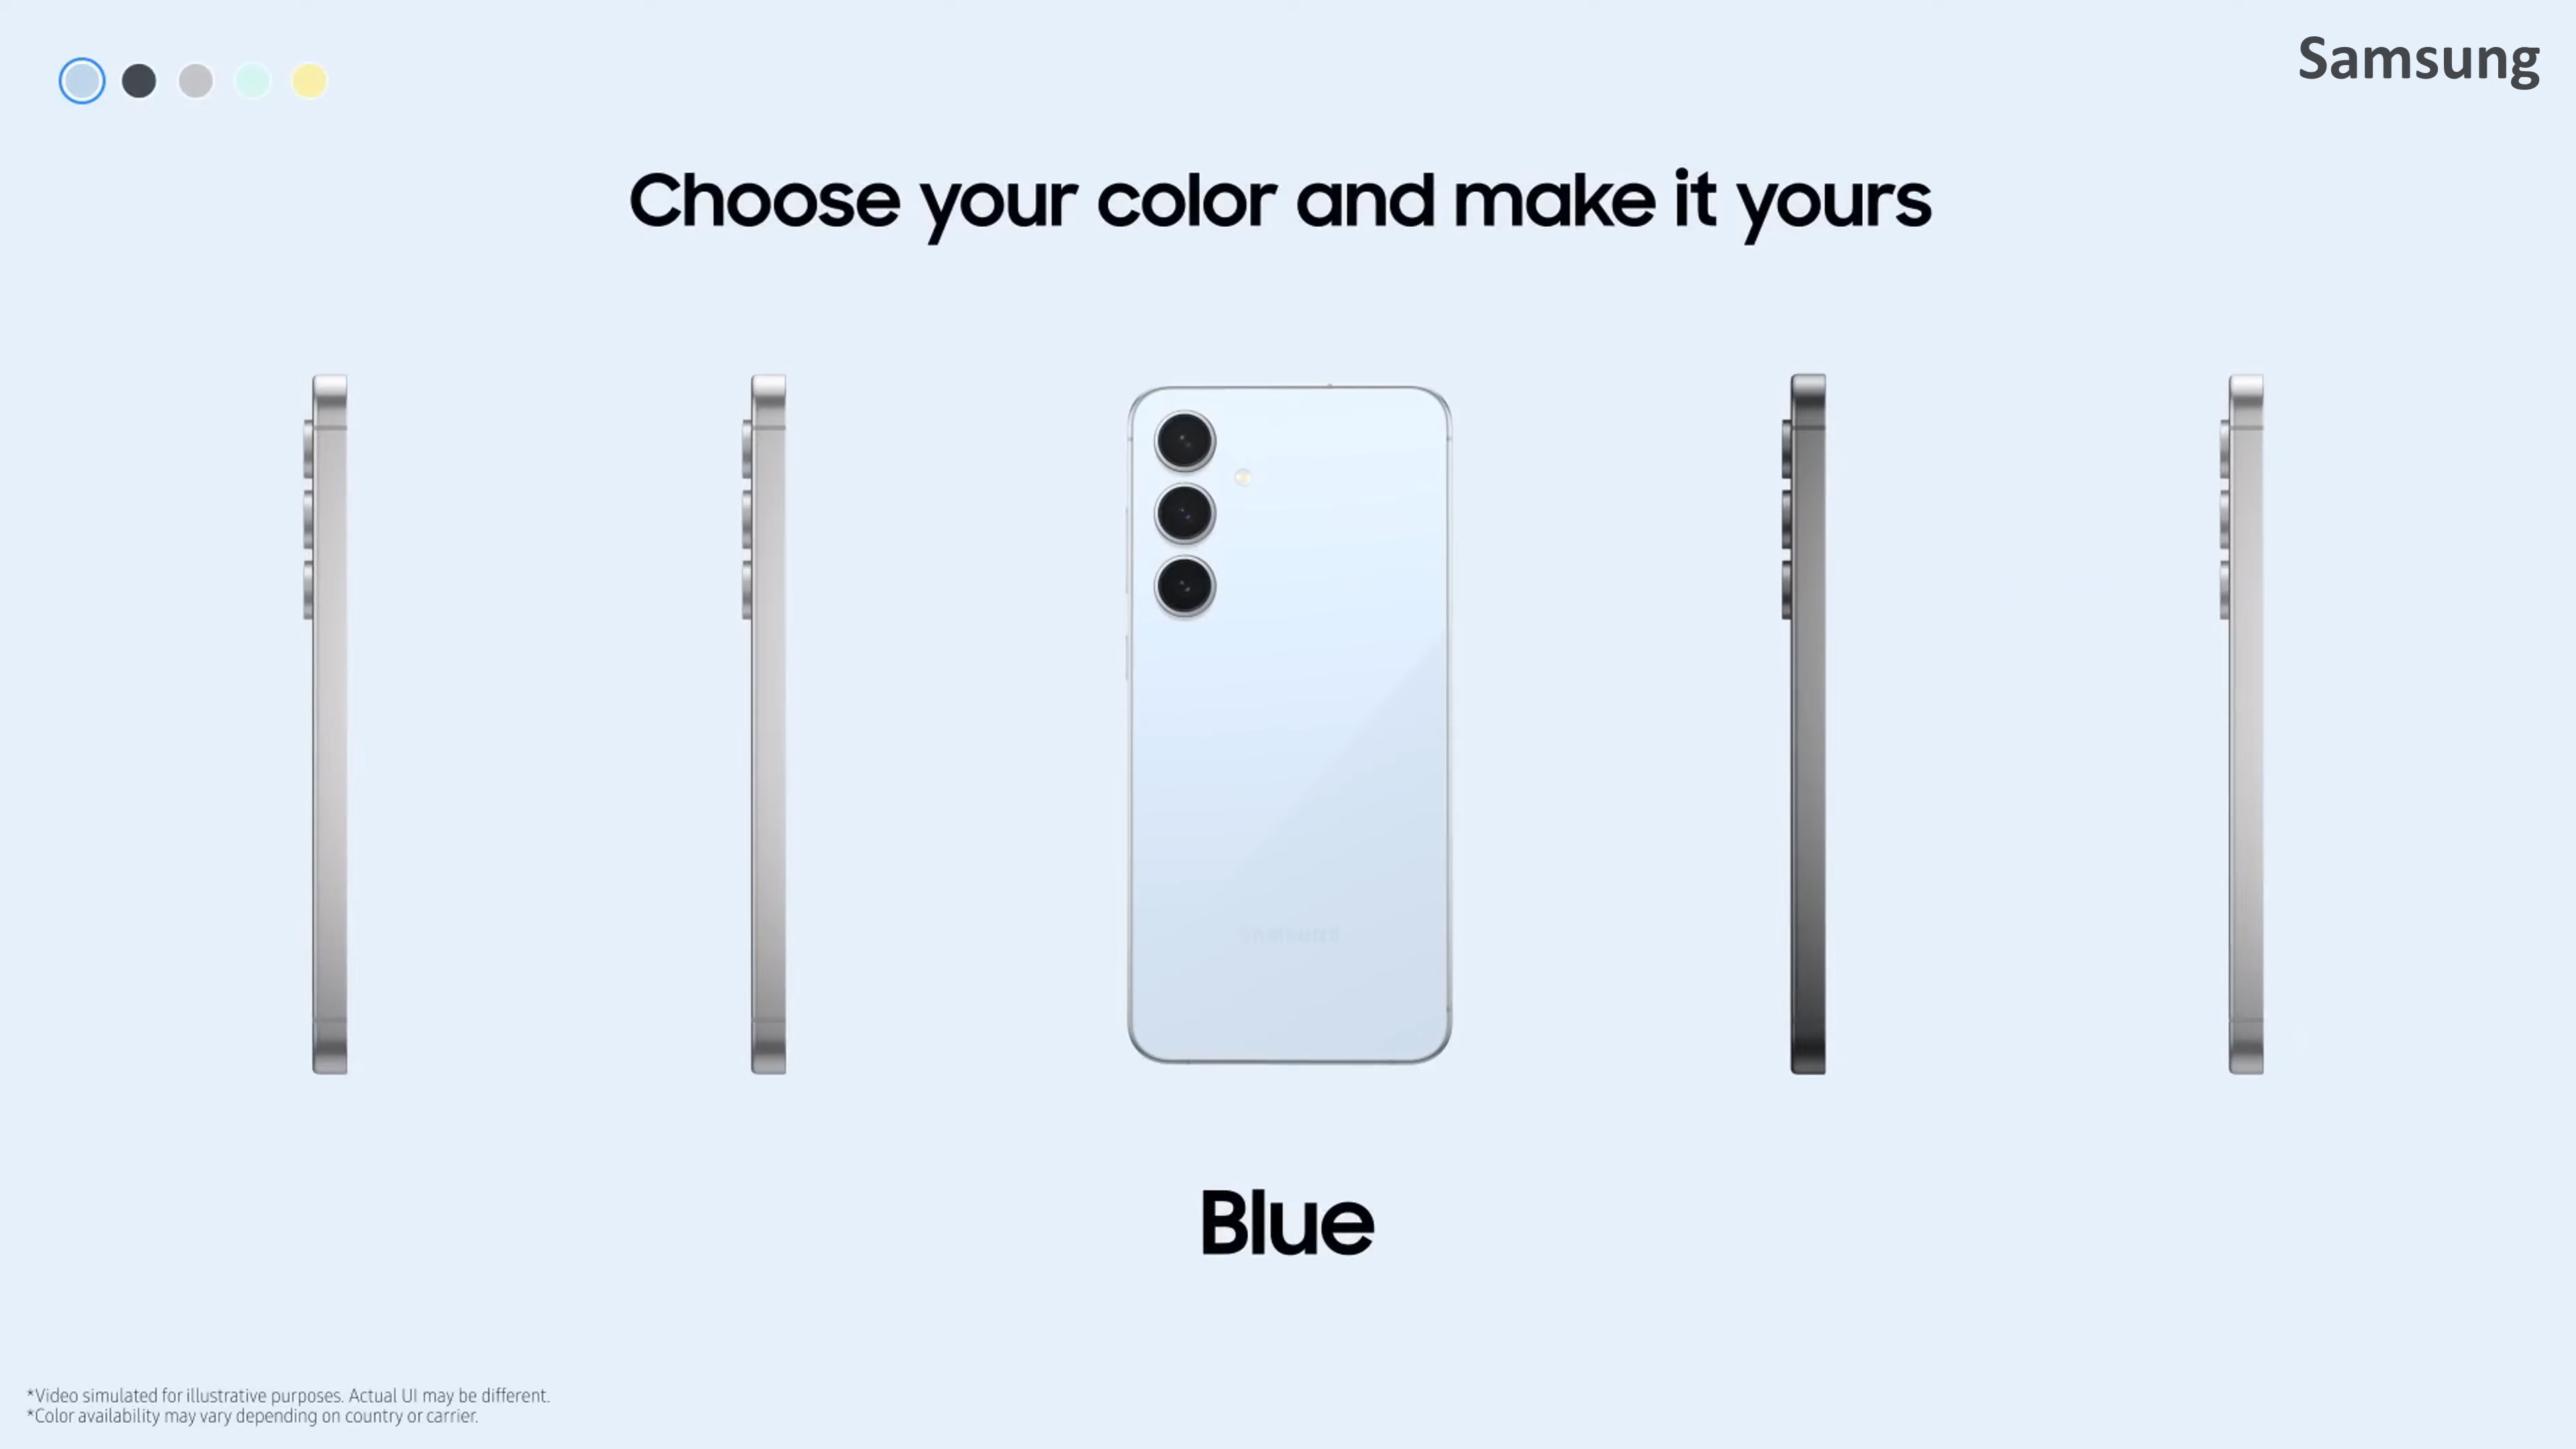 Samsung
Choose your color and make it yours
SAMSUNG
Blue
*Video simulated for illustrative purposes. Actual UI may be different.
*Color availability may vary depending on country or carrier.